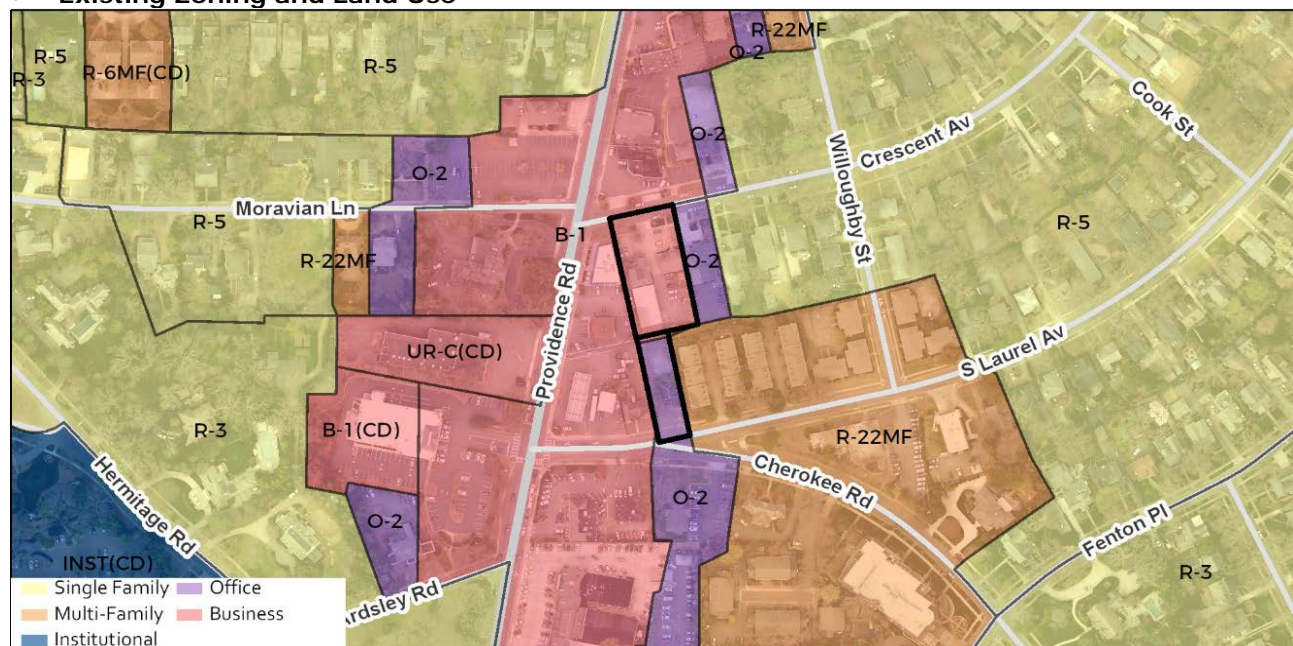 Existing Zoning and Land Use
R-5
R-3
R-6MF(CD)
R-5
O-2
R-22MF
Cook St
O-2
Crescent Av
Willoughby St
O-2
Moravian Ln
R-5
B-1
O-2
R-5
R-22MF
Providence Rd
UR-C(CD)
S Laurel Av
R-3
B-1(CD)
R-22MF
Hermitage Rd
O-2
O-2
Cherokee Rd
Fenton Pl
R-3
INST(CD)
Ardsley Rd
Single Family
Office
Multi-Family
Business
Institutional